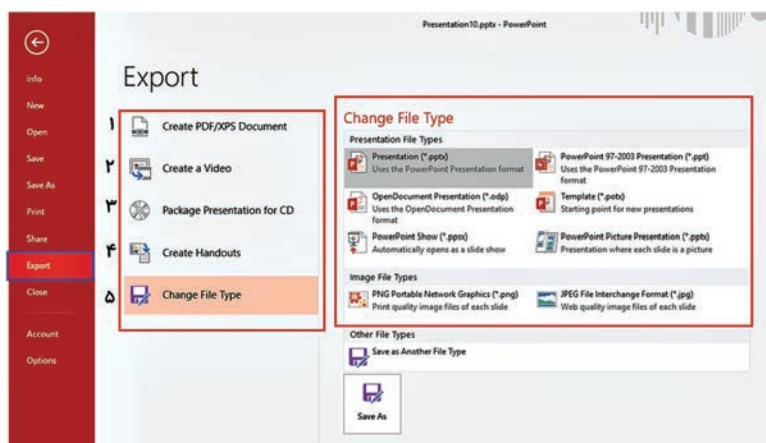 Presentation10.pptx - PowerPoint
Info
New
Open
Save
Save As
Print
Share
Export
Close
Account
Options
Export
۱ Create PDF/XPS Document
۲ Create a Video
۳ Package Presentation for CD
۴ Create Handouts
۵ Change File Type
Change File Type
Presentation File Types
Presentation (*.pptx)
Uses the PowerPoint Presentation format
PowerPoint 97-2003 Presentation (*.ppt)
Uses the PowerPoint 97-2003 Presentation
format
OpenDocument Presentation (*.odp)
Uses the OpenDocument Presentation
format
Template (*.potx)
Starting point for new presentations
PowerPoint Show (*.ppsx)
Automatically opens as a slide show
PowerPoint Picture Presentation (*.pptx)
Presentation where each slide is a picture
Image File Types
PNG Portable Network Graphics (*.png)
Print quality image files of each slide
JPEG File Interchange Format (*.jpg)
Web quality image files of each slide
Other File Types
Save as Another File Type
Save As